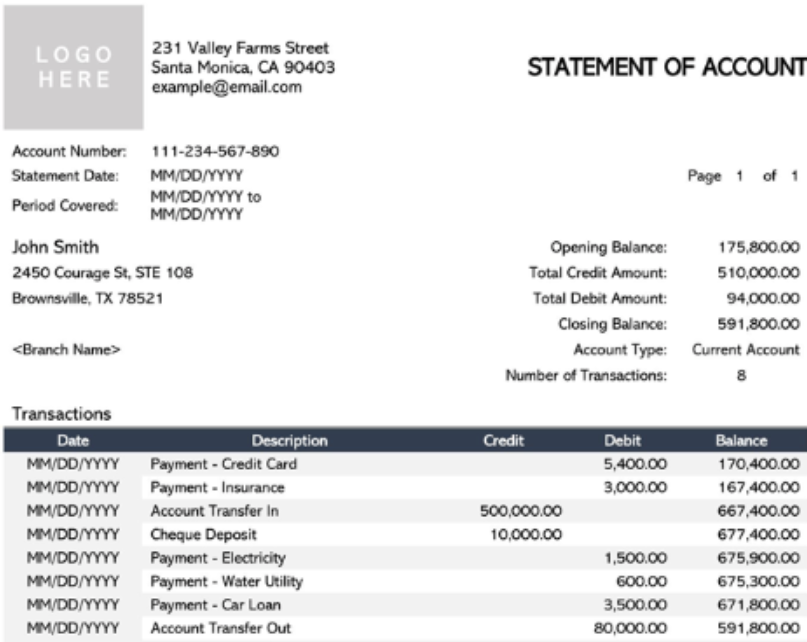 LOGO
HERE
231 Valley Farms Street
Santa Monica, CA 90403
example@email.com
STATEMENT OF ACCOUNT
Account Number: 111-234-567-890
Statement Date: MM/DD/YYYY
Page 1 of 1
Period Covered: MM/DD/YYYY to
MM/DD/YYYY
John Smith
2450 Courage St, STE 108
Brownsville, TX 78521
<Branch Name>
Opening Balance: 175,800.00
Total Credit Amount: 510,000.00
Total Debit Amount: 94,000.00
Closing Balance: 591,800.00
Account Type: Current Account
Number of Transactions: 8
Transactions
Date Description Credit Debit Balance
MM/DD/YYYY Payment - Credit Card 5,400.00 170,400.00
MM/DD/YYYY Payment - Insurance 3,000.00 167,400.00
MM/DD/YYYY Account Transfer In 500,000.00 667,400.00
MM/DD/YYYY Cheque Deposit 10,000.00 677,400.00
MM/DD/YYYY Payment - Electricity 1,500.00 675,900.00
MM/DD/YYYY Payment - Water Utility 600.00 675,300.00
MM/DD/YYYY Payment - Car Loan 3,500.00 671,800.00
MM/DD/YYYY Account Transfer Out 80,000.00 591,800.00